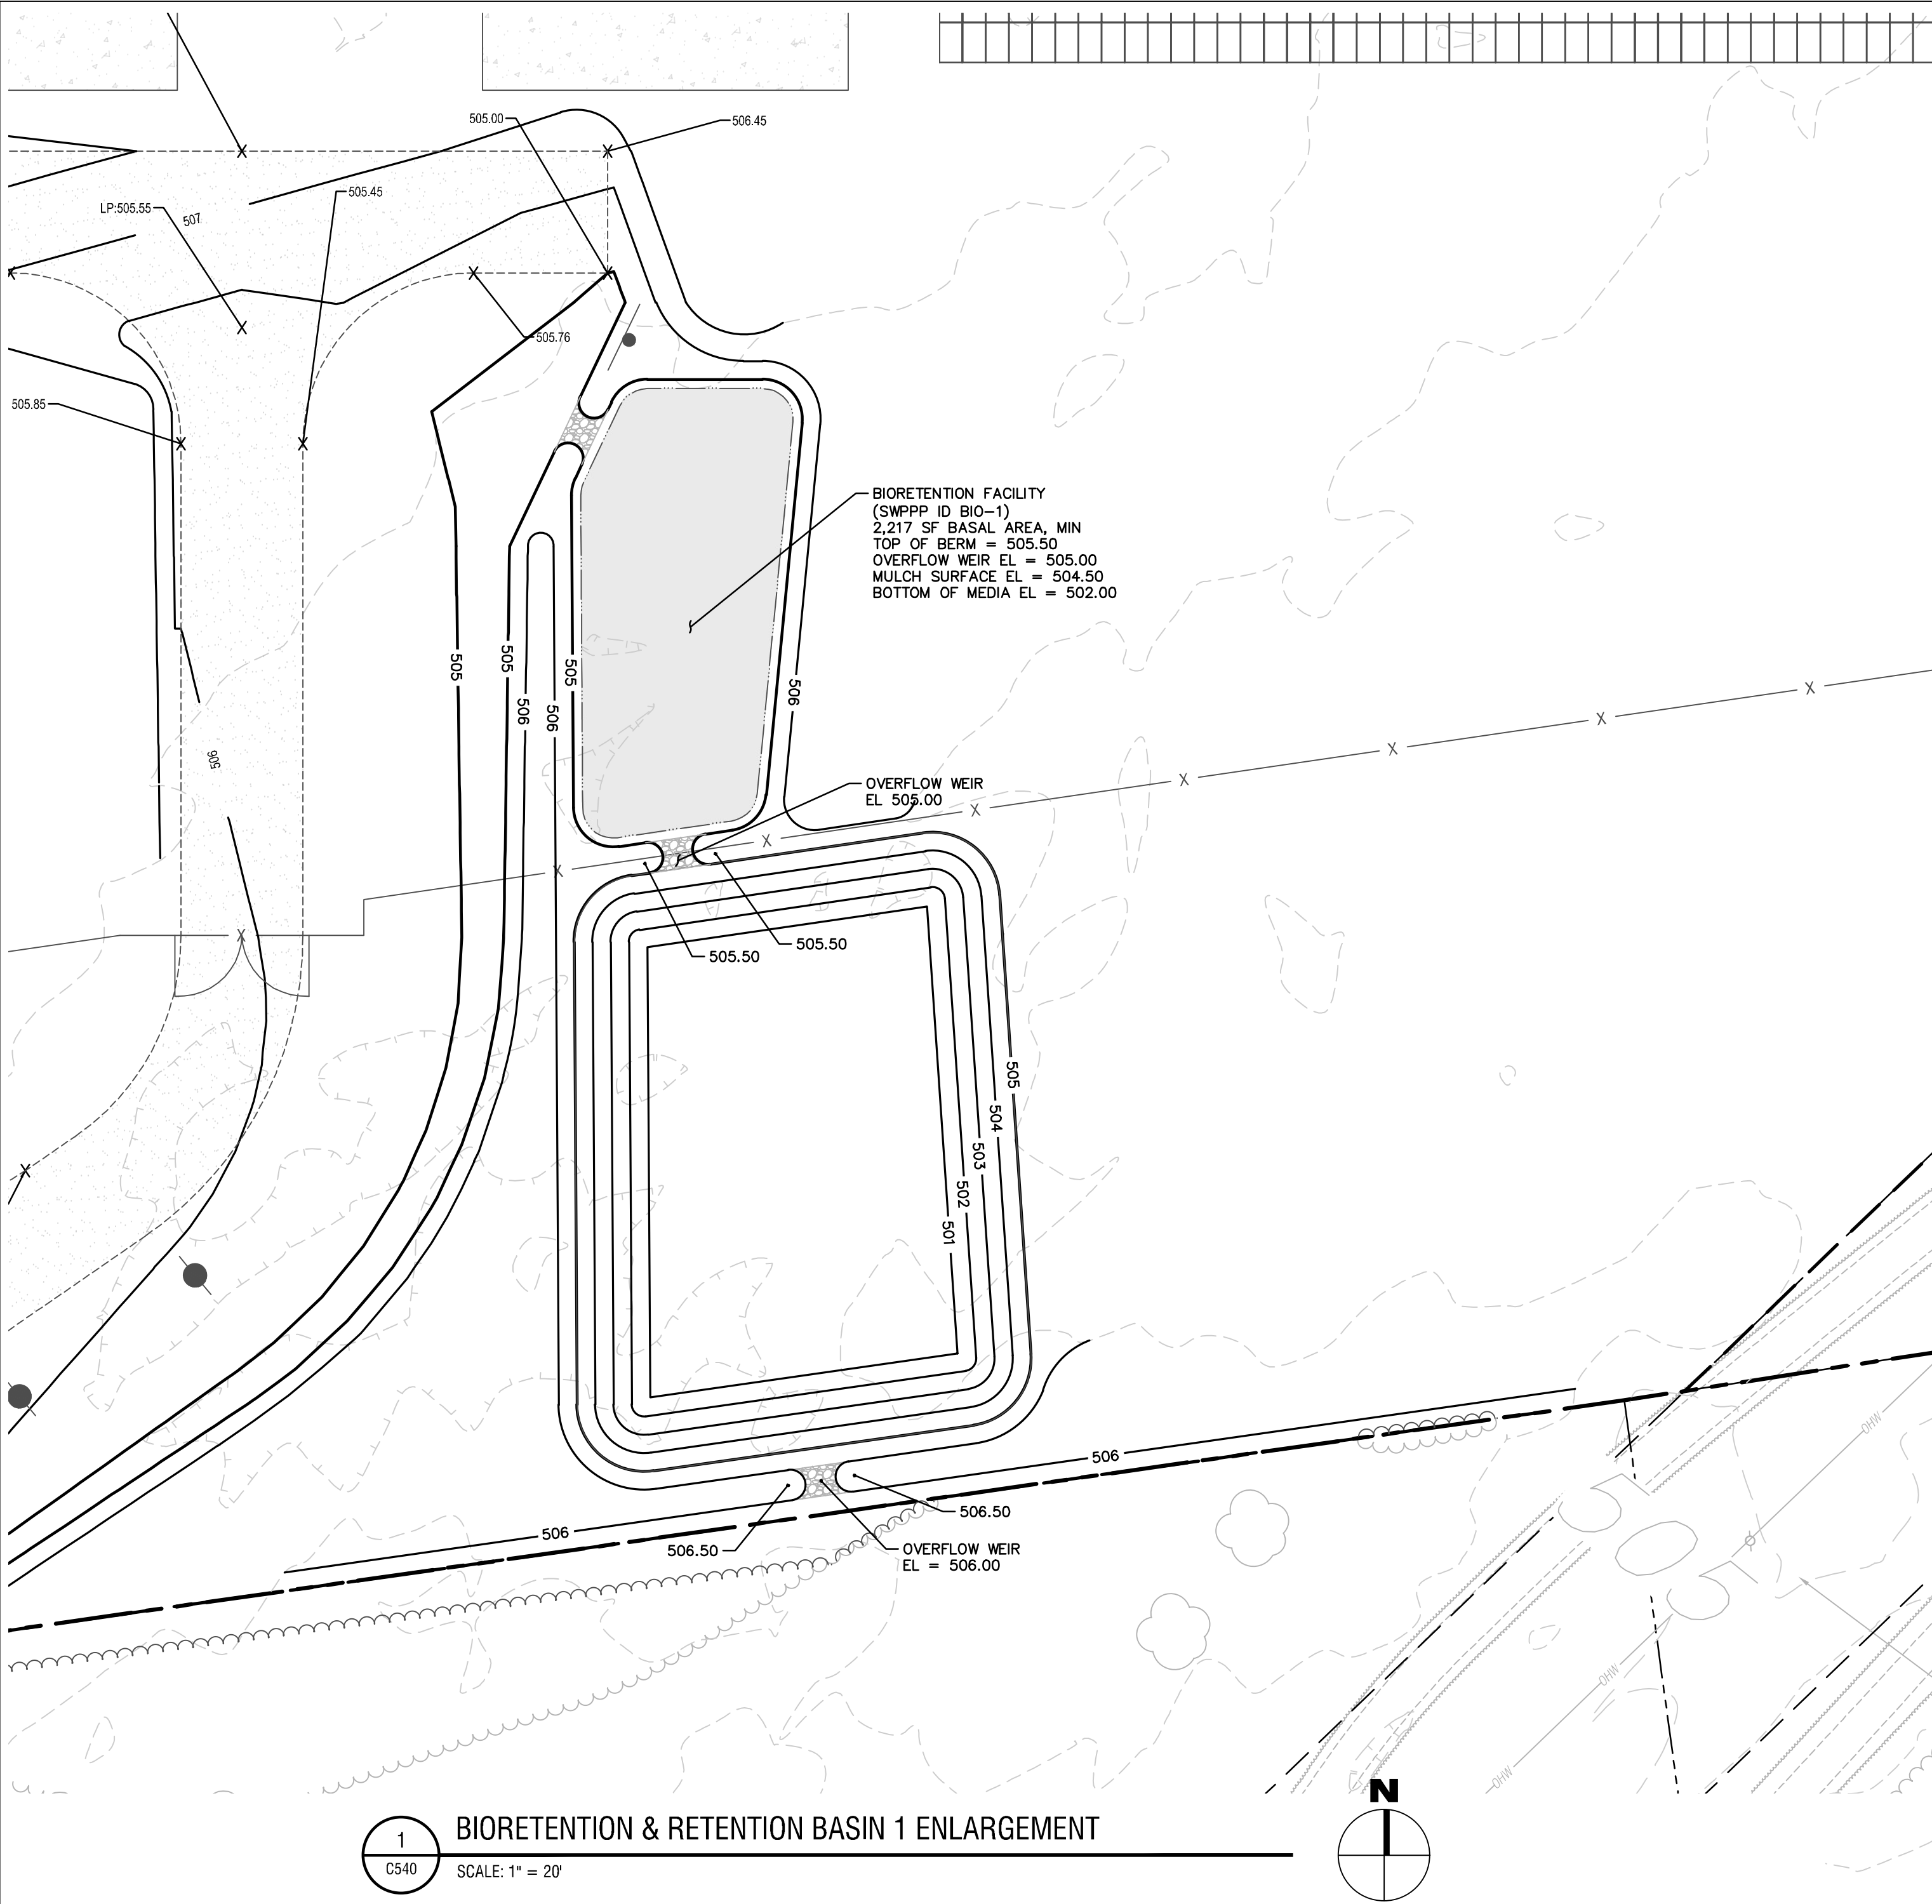 505.00
506.45
505.45
LP:505.55
507
505.76
505.85
BIORETENTION FACILITY
(SWPPP ID BIO-1)
2,217 SF BASAL AREA, MIN
TOP OF BERM = 505.50
OVERFLOW WEIR EL = 505.00
MULCH SURFACE EL = 504.50
BOTTOM OF MEDIA EL = 502.00
505
505
505
506
506
506
506
OVERFLOW WEIR
EL 505.00
X
X
X
X
X
X
X
X
505.50
505.50
505
504
503
502
501
506
506
506.50
506.50
OVERFLOW WEIR
EL = 506.00
OHW
OHW
OHW
N
1
C540
BIORETENTION & RETENTION BASIN 1 ENLARGEMENT
SCALE: 1" = 20'